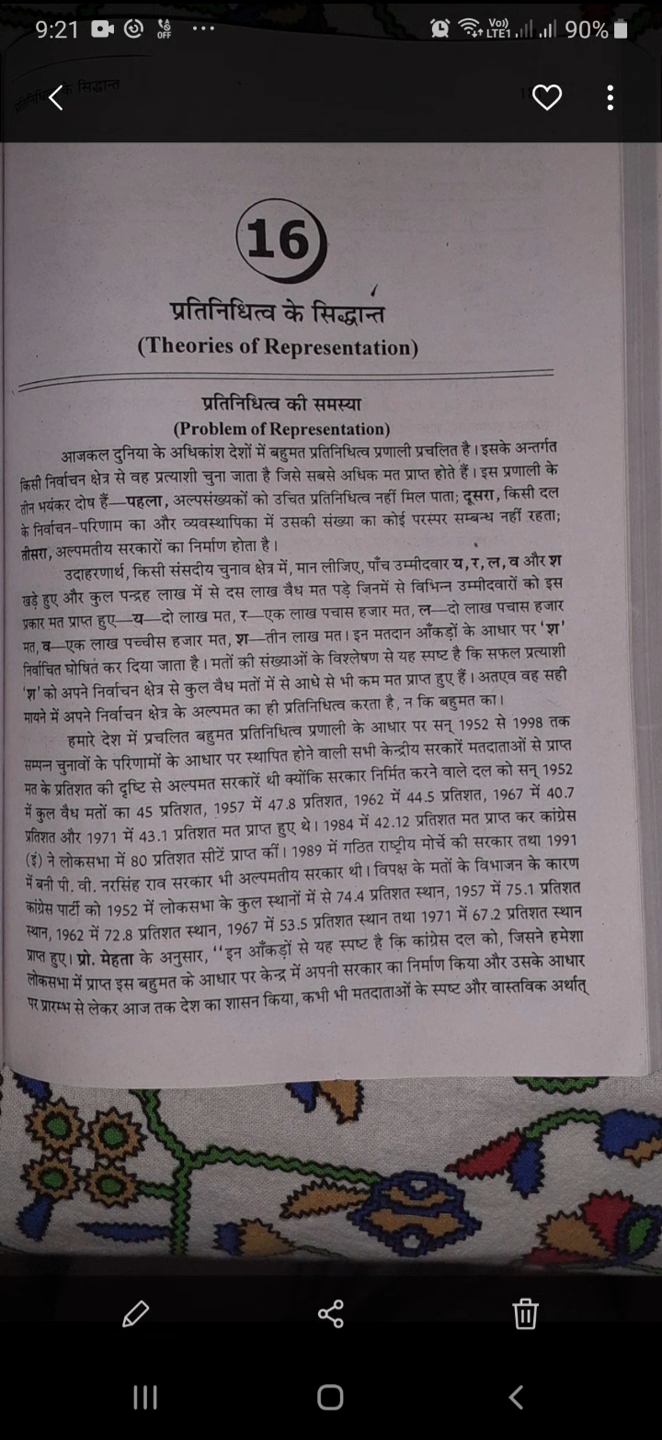 9:21
OFF
Vo))
LTE1
90%
के सिद्धान्त
16
प्रतिनिधित्व के सिद्धान्त
(Theories of Representation)
प्रतिनिधित्व की समस्या
(Problem of Representation)
आजकल दुनिया के अधिकांश देशों में बहुमत प्रतिनिधित्व प्रणाली प्रचलित है। इसके अन्तर्गत
किसी निर्वाचन क्षेत्र से वह प्रत्याशी चुना जाता है जिसे सबसे अधिक मत प्राप्त होते हैं। इस प्रणाली के
तीन भयंकर दोष हैं—पहला, अल्पसंख्यकों को उचित प्रतिनिधित्व नहीं मिल पाता; दूसरा, किसी दल
के निर्वाचन-परिणाम का और व्यवस्थापिका में उसकी संख्या का कोई परस्पर सम्बन्ध नहीं रहता;
तीसरा, अल्पमतीय सरकारों का निर्माण होता है।
उदाहरणार्थ, किसी संसदीय चुनाव क्षेत्र में, मान लीजिए, पाँच उम्मीदवार य, र, ल, व और श
खड़े हुए और कुल पन्द्रह लाख में से दस लाख वैध मत पड़े जिनमें से विभिन्न उम्मीदवारों को इस
प्रकार मत प्राप्त हुए—य—दो लाख मत, र—एक लाख पचास हजार मत, ल—दो लाख पचास हजार
मत, व—एक लाख पच्चीस हजार मत, श—तीन लाख मत। इन मतदान आँकड़ों के आधार पर ‘श’
निर्वाचित घोषित कर दिया जाता है। मतों की संख्याओं के विश्लेषण से यह स्पष्ट है कि सफल प्रत्याशी
‘श’ को अपने निर्वाचन क्षेत्र से कुल वैध मतों में से आधे से भी कम मत प्राप्त हुए हैं। अतएव वह सही
मायने में अपने निर्वाचन क्षेत्र के अल्पमत का ही प्रतिनिधित्व करता है, न कि बहुमत का।
हमारे देश में प्रचलित बहुमत प्रतिनिधित्व प्रणाली के आधार पर सन् 1952 से 1998 तक
सम्पन्न चुनावों के परिणामों के आधार पर स्थापित होने वाली सभी केन्द्रीय सरकारें मतदाताओं से प्राप्त
मत के प्रतिशत की दृष्टि से अल्पमत सरकारें थी क्योंकि सरकार निर्मित करने वाले दल को सन् 1952
में कुल वैध मतों का 45 प्रतिशत, 1957 में 47.8 प्रतिशत, 1962 में 44.5 प्रतिशत, 1967 में 40.7
प्रतिशत और 1971 में 43.1 प्रतिशत मत प्राप्त हुए थे। 1984 में 42.12 प्रतिशत मत प्राप्त कर कांग्रेस
(इं) ने लोकसभा में 80 प्रतिशत सीटें प्राप्त कीं। 1989 में गठित राष्ट्रीय मोर्चे की सरकार तथा 1991
में बनी पी. वी. नरसिंह राव सरकार भी अल्पमतीय सरकार थी। विपक्ष के मतों के विभाजन के कारण
कांग्रेस पार्टी को 1952 में लोकसभा के कुल स्थानों में से 74.4 प्रतिशत स्थान, 1957 में 75.1 प्रतिशत
स्थान, 1962 में 72.8 प्रतिशत स्थान, 1967 में 53.5 प्रतिशत स्थान तथा 1971 में 67.2 प्रतिशत स्थान
प्राप्त हुए। प्रो. मेहता के अनुसार, ‘‘इन आँकड़ों से यह स्पष्ट है कि कांग्रेस दल को, जिसने हमेशा
लोकसभा में प्राप्त इस बहुमत के आधार पर केन्द्र में अपनी सरकार का निर्माण किया और उसके आधार
पर प्रारम्भ से लेकर आज तक देश का शासन किया, कभी भी मतदाताओं के स्पष्ट और वास्तविक अर्थात्